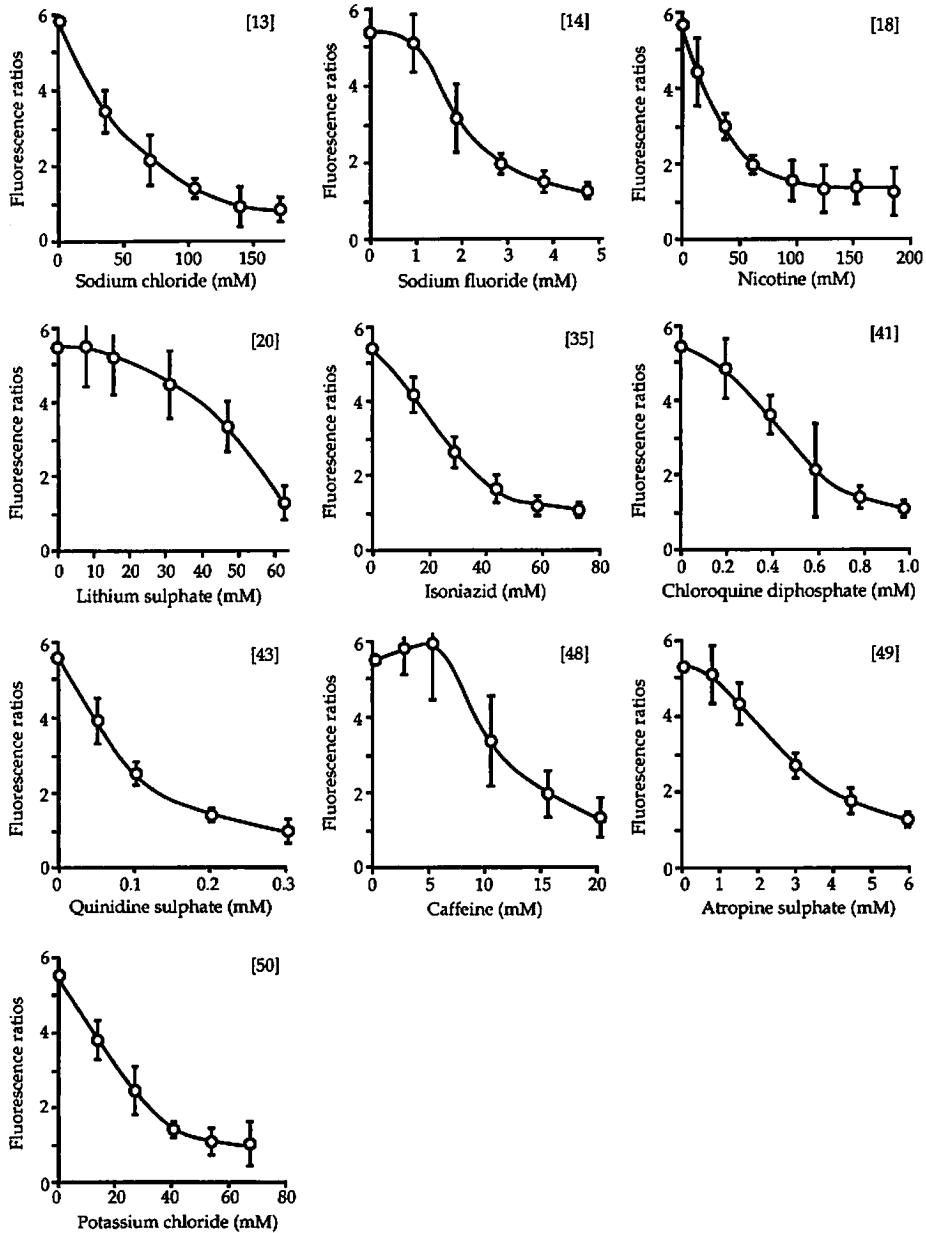 [13]
Fluorescence ratios
6
4
2
0
0 50 100 150
Sodium chloride (mM)
[14]
Fluorescence ratios
6
4
2
0
0 1 2 3 4 5
Sodium fluoride (mM)
[18]
Fluorescence ratios
6
4
2
0
0 50 100 150 200
Nicotine (mM)
[20]
Fluorescence ratios
6
4
2
0
0 10 20 30 40 50 60
Lithium sulphate (mM)
[35]
Fluorescence ratios
6
4
2
0
0 20 40 60 80
Isoniazid (mM)
[41]
Fluorescence ratios
6
4
2
0
0 0.2 0.4 0.6 0.8 1.0
Chloroquine diphosphate (mM)
[43]
Fluorescence ratios
6
4
2
0
0 0.1 0.2 0.3
Quinidine sulphate (mM)
[48]
Fluorescence ratios
6
4
2
0
0 5 10 15 20
Caffeine (mM)
[49]
Fluorescence ratios
6
4
2
0
0 1 2 3 4 5 6
Atropine sulphate (mM)
[50]
Fluorescence ratios
6
4
2
0
0 20 40 60 80
Potassium chloride (mM)